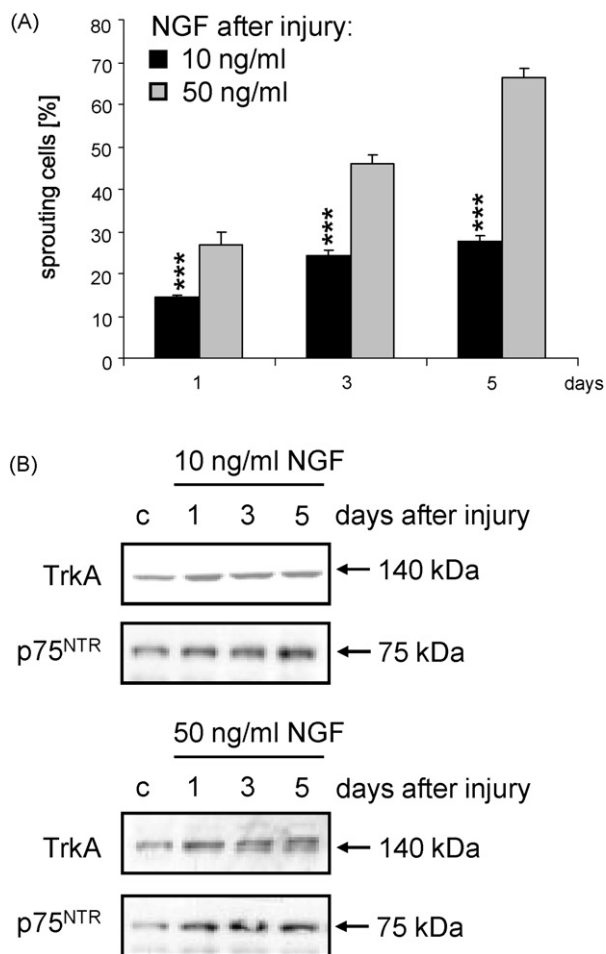 (A)
NGF after injury:
10 ng/ml
50 ng/ml
sprouting cells [%]
80
70
60
50
40
30
20
10
0
***
***
***
1 3 5 days
(B)
10 ng/ml NGF
c 1 3 5 days after injury
TrkA 140 kDa
p75NTR 75 kDa
50 ng/ml NGF
c 1 3 5 days after injury
TrkA 140 kDa
p75NTR 75 kDa